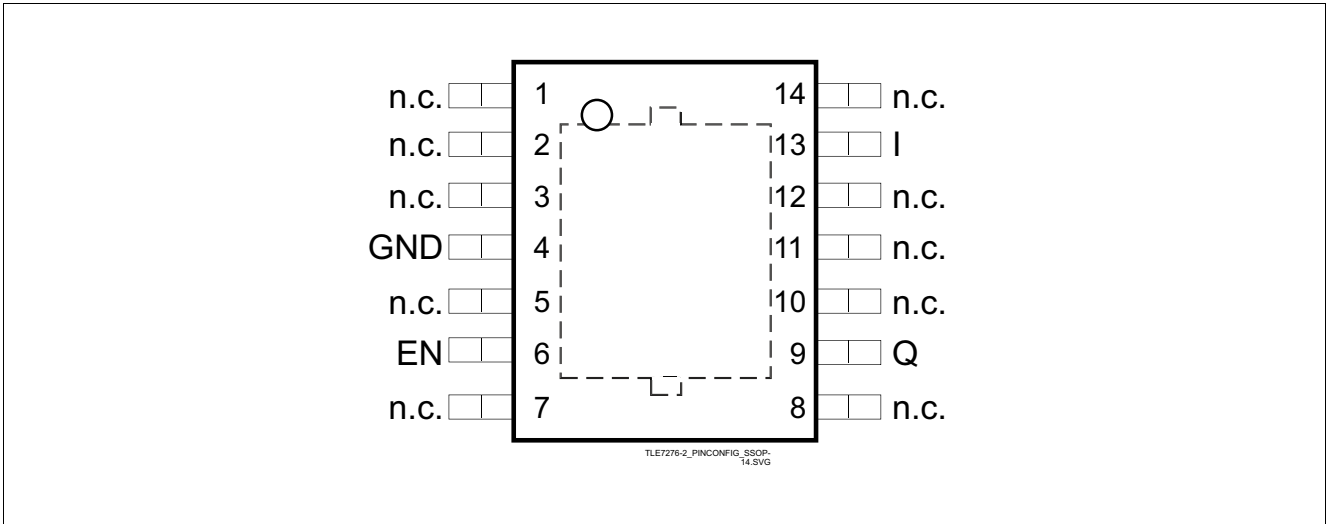 n.c. 1 14 n.c.
n.c. 2 13 I
n.c. 3 12 n.c.
GND 4 11 n.c.
n.c. 5 10 n.c.
EN 6 9 Q
n.c. 7 8 n.c.
TLE7276-2_PINCONFIG_SSOP-
14.SVG